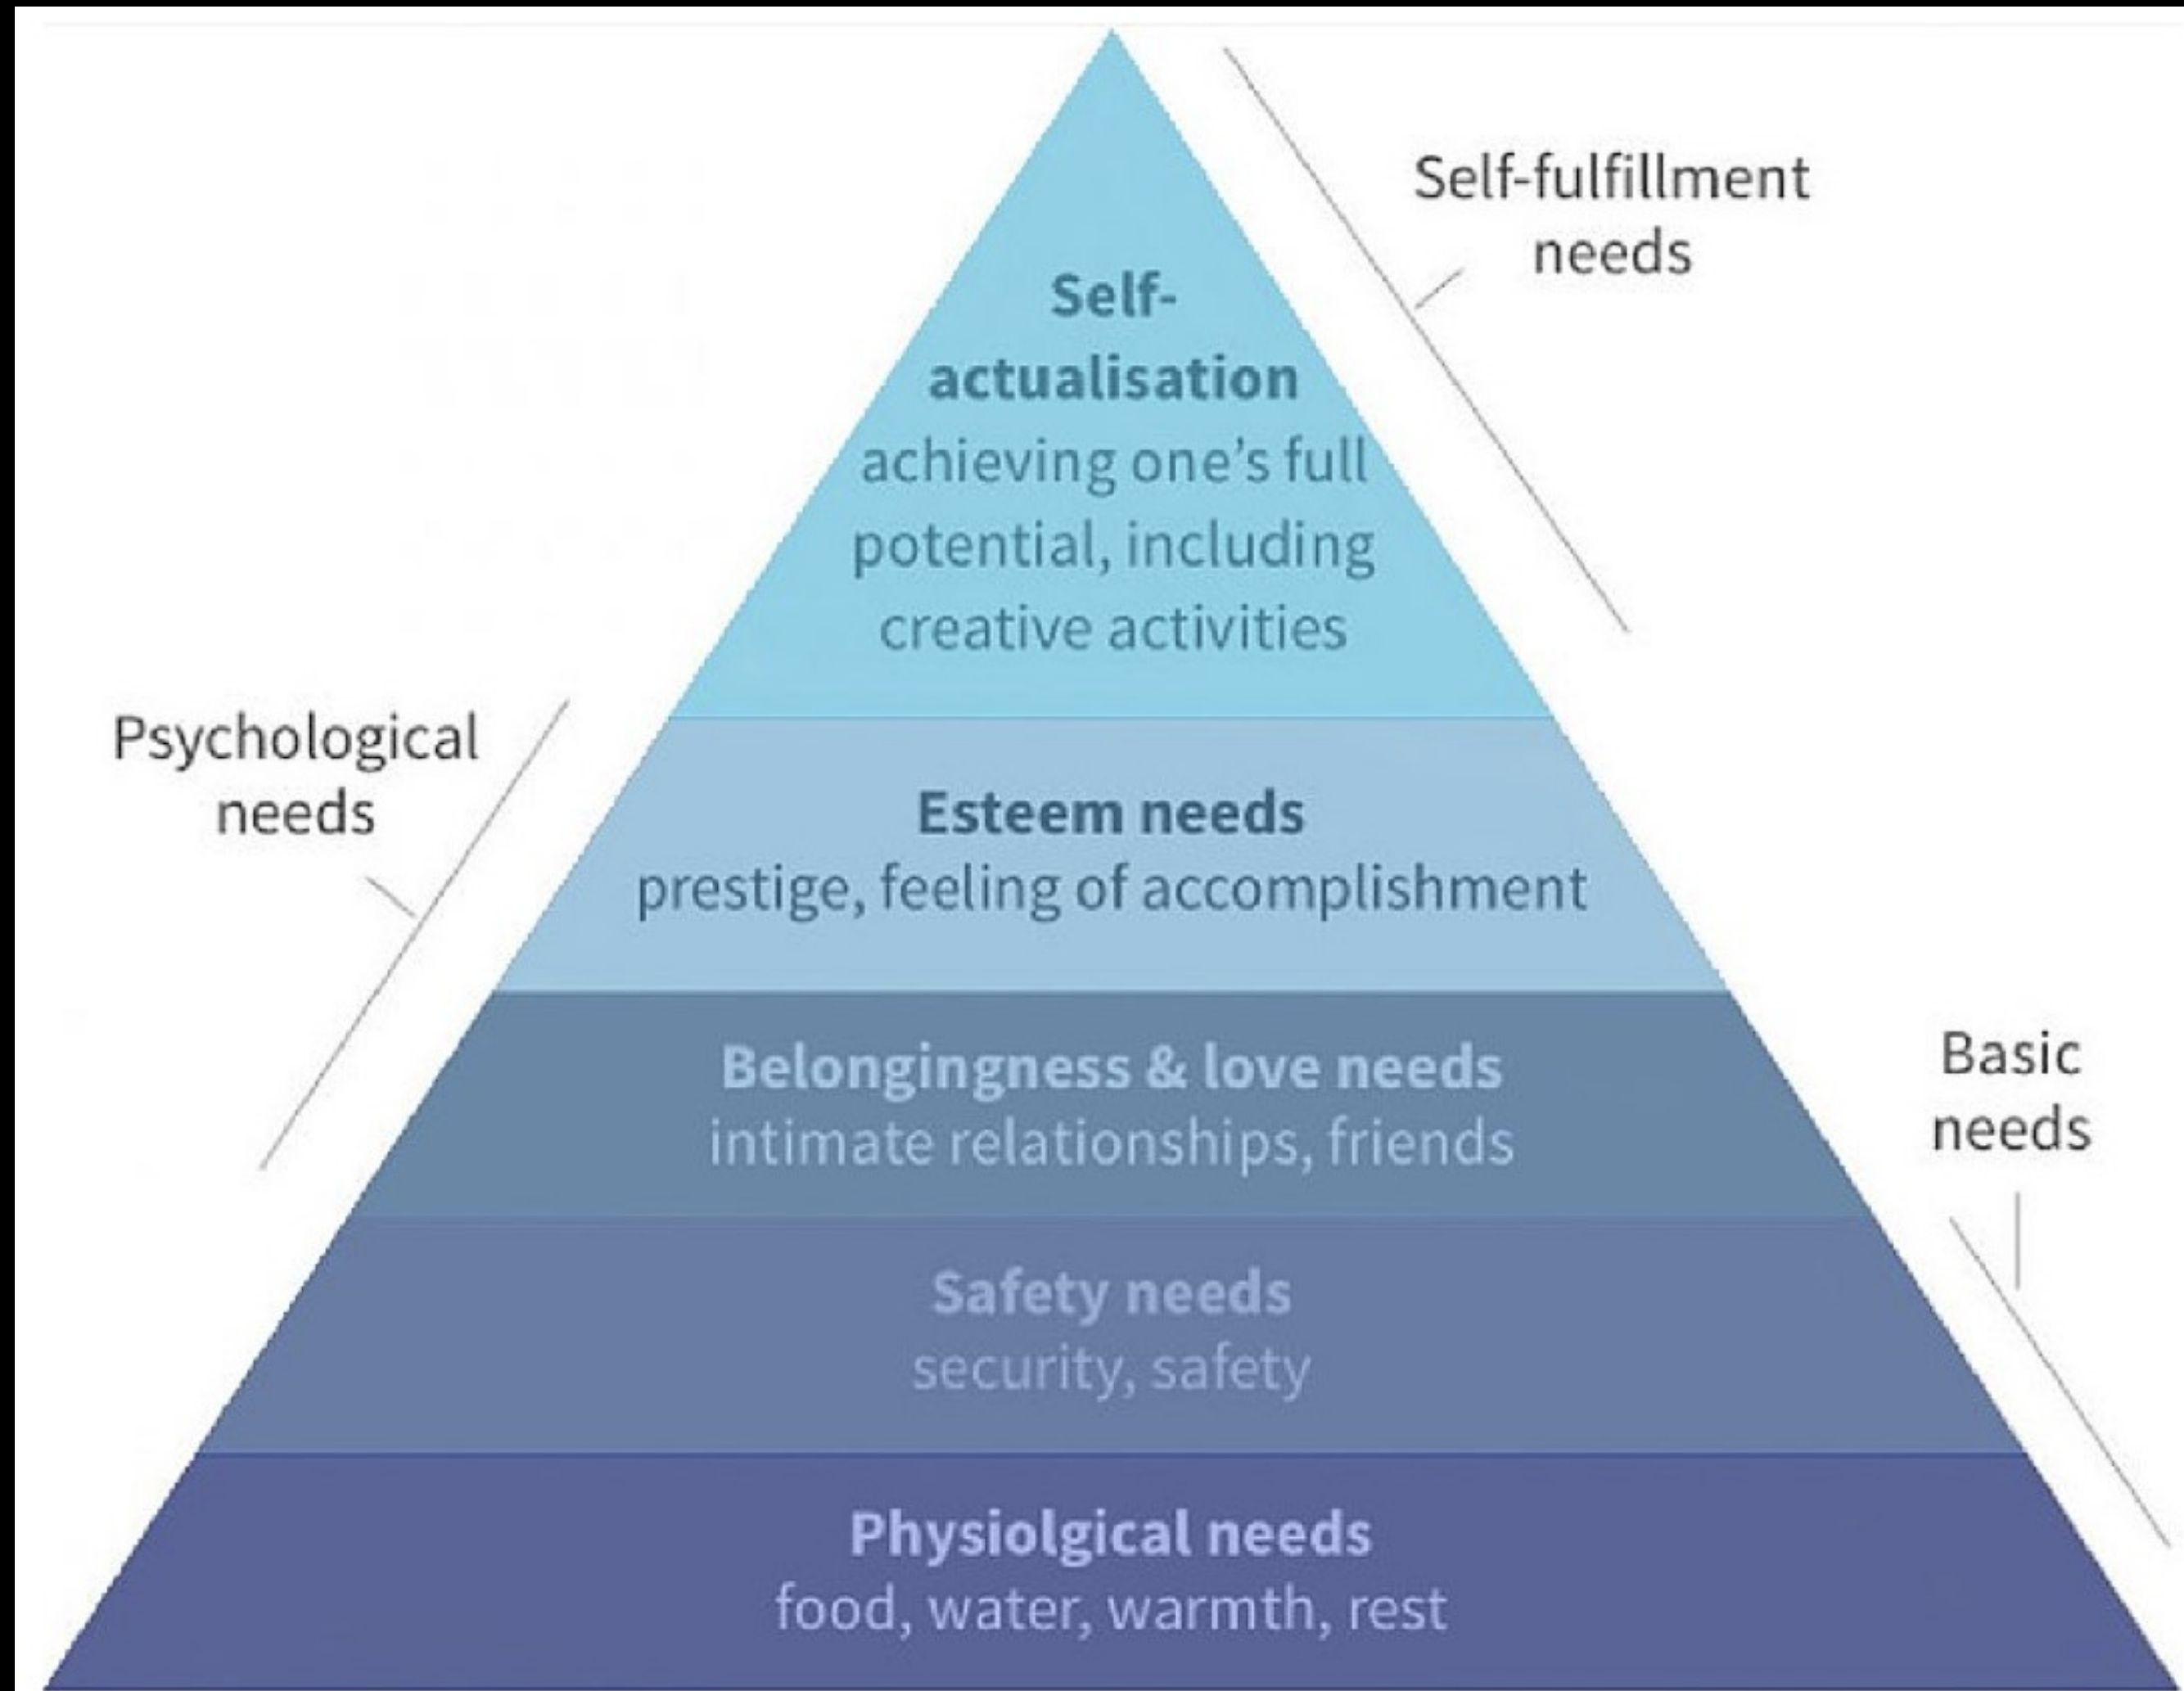 Self-fulfillment
needs
Self-
actualisation
achieving one’s full
potential, including
creative activities
Psychological
needs
Esteem needs
prestige, feeling of accomplishment
Belongingness & love needs
intimate relationships, friends
Basic
needs
Safety needs
security, safety
Physiolgical needs
food, water, warmth, rest